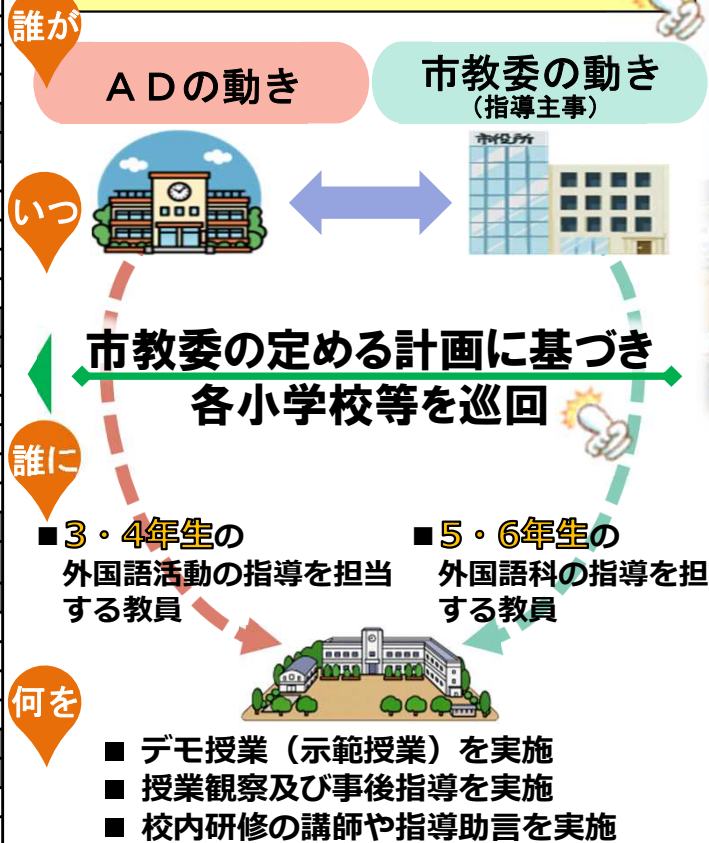 誰が
ＡＤの動き
市教委の動き
（指導主事）
市役所
いつ
市教委の定める計画に基づき
各小学校等を巡回
誰に
■3・4年生の
外国語活動の指導を担当
する教員
■5・6年生の
外国語科の指導を担
する教員
何を
■ デモ授業（示範授業）を実施
■ 授業観察及び事後指導を実施
■ 校内研修の講師や指導助言を実施